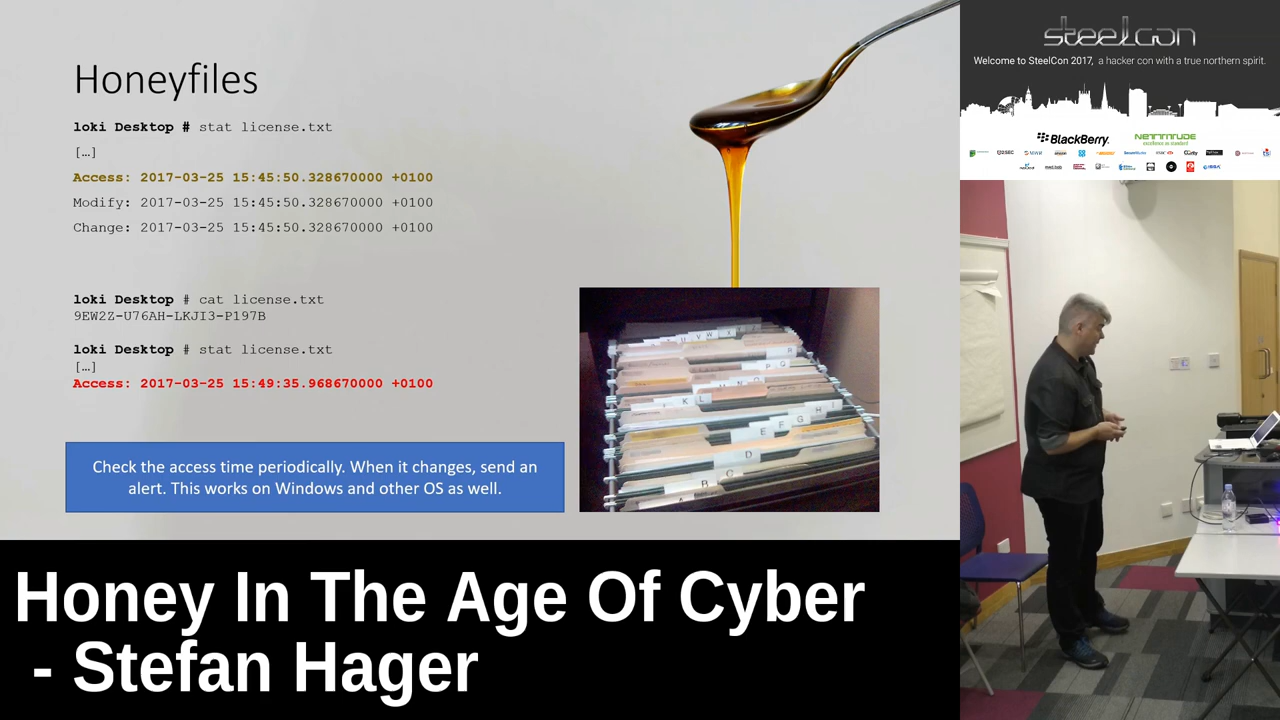 Honeyfiles
loki Desktop # stat license.txt
[…]
Access: 2017-03-25 15:45:50.328670000 +0100
Modify: 2017-03-25 15:45:50.328670000 +0100
Change: 2017-03-25 15:45:50.328670000 +0100
loki Desktop # cat license.txt
9EW2Z-U76AH-LKJI3-P197B
loki Desktop # stat license.txt
[…]
Access: 2017-03-25 15:49:35.968670000 +0100
Check the access time periodically. When it changes, send an
alert. This works on Windows and other OS as well.
steelcon
Welcome to SteelCon 2017, a hacker con with a true northern spirit.
BlackBerry
NETTITUDE
Honey In The Age Of Cyber
- Stefan Hager